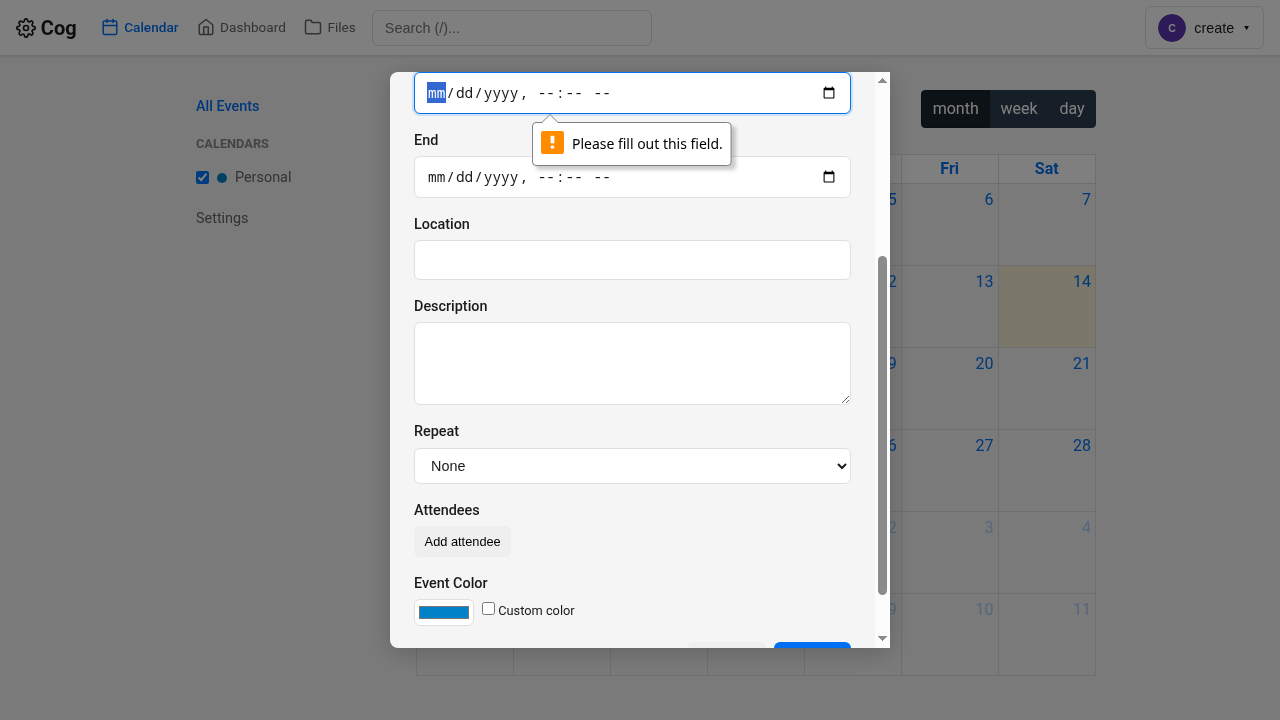 Cog Calendar Dashboard Files Search (/)... c create ▾
All Events
CALENDARS
Personal
Settings
month week day
Fri Sat
5 6 7
2 13 14
9 20 21
6 27 28
2 3 4
9 10 11
mm/dd/yyyy, --:-- --
Please fill out this field.
End
mm/dd/yyyy, --:-- --
Location
Description
Repeat
None
Attendees
Add attendee
Event Color
Custom color